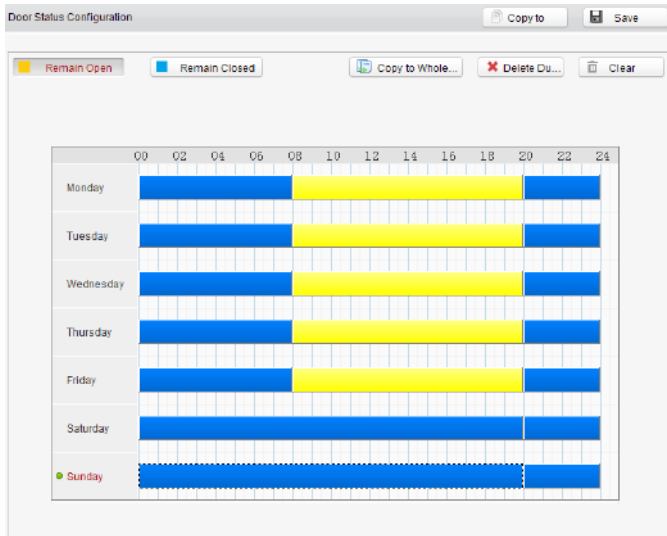 Door Status Configuration Copy to Save
Remain Open Remain Closed Copy to Whole... Delete Du... Clear
00 02 04 06 08 10 12 14 16 18 20 22 24
Monday
Tuesday
Wednesday
Thursday
Friday
Saturday
Sunday